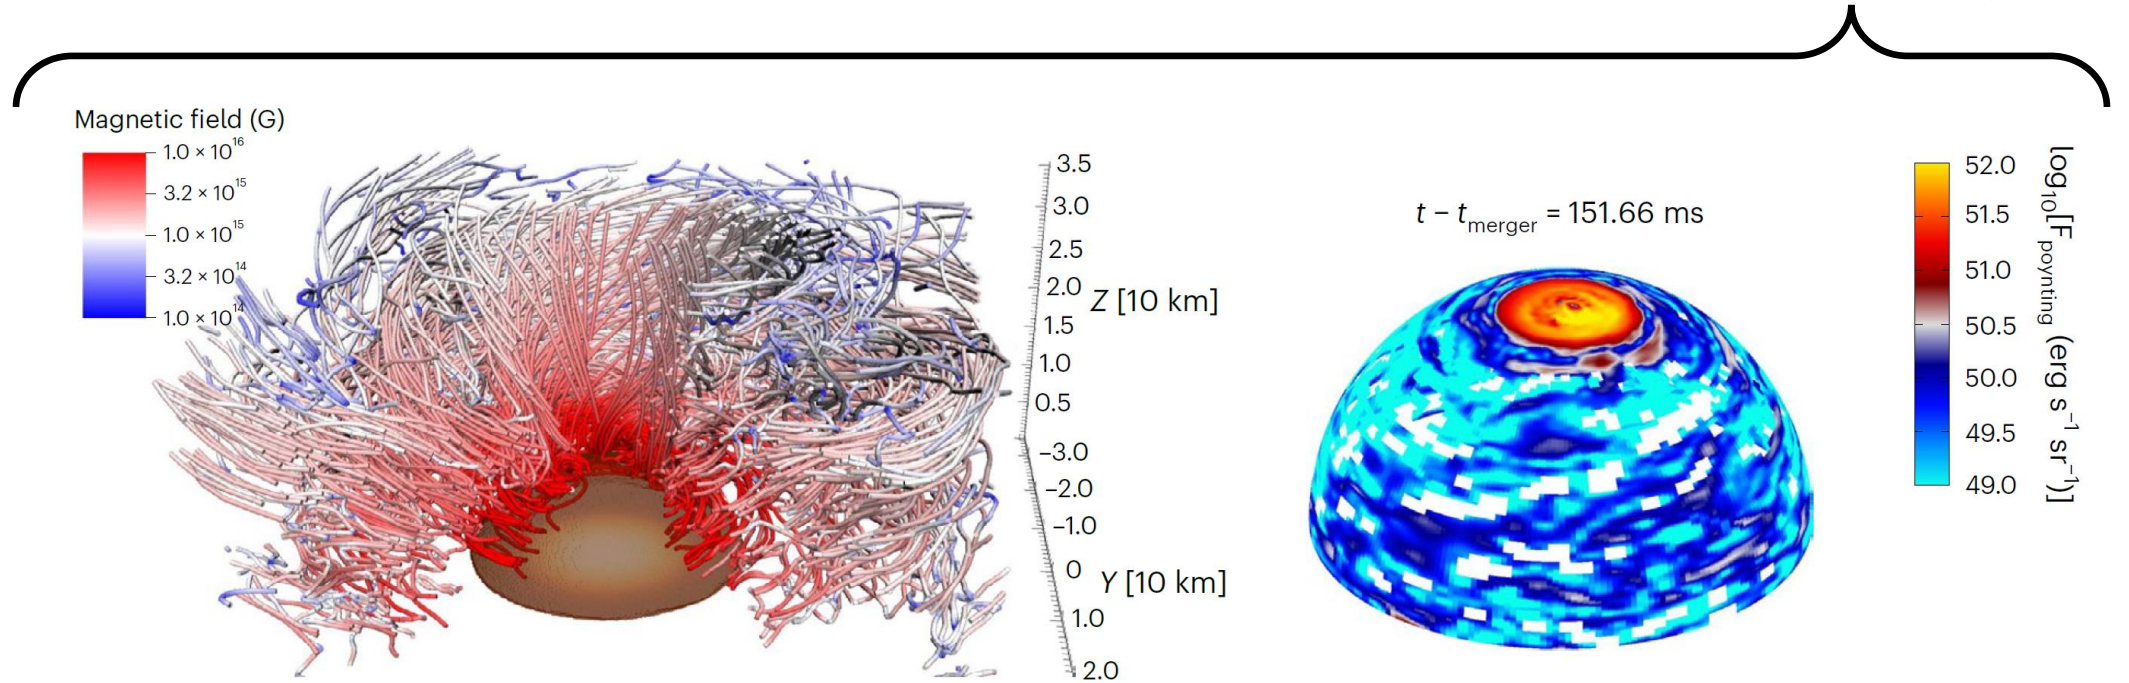 Magnetic field (G)
1.0 × 10^16
3.2 × 10^15
1.0 × 10^15
3.2 × 10^14
1.0 × 10^14
3.5
3.0
2.5
2.0
Z [10 km]
1.5
1.0
0.5
–3.0
–2.0
–1.0
0
Y [10 km]
1.0
2.0
t – t_merger = 151.66 ms
52.0
51.5
51.0
50.5
50.0
49.5
49.0
log_10[F_poynting (erg s^–1 sr^–1)]